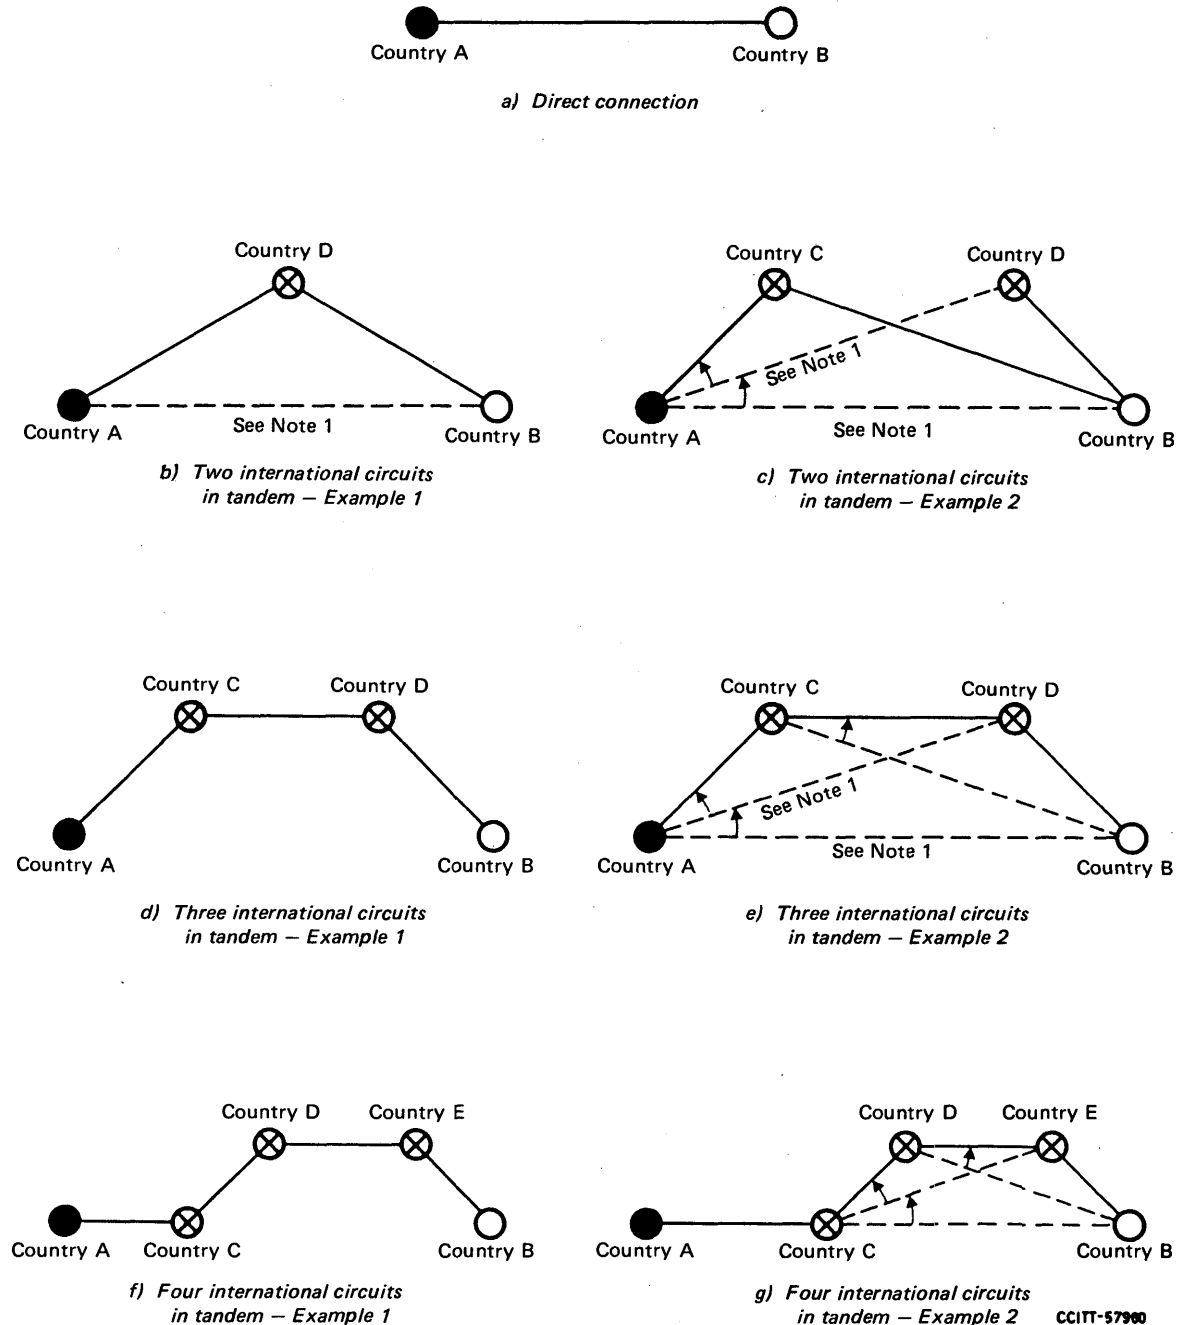 Country A
Country B
a) Direct connection
Country D
Country A
See Note 1
Country B
b) Two international circuits
in tandem — Example 1
Country C
Country D
See Note 1
Country A
See Note 1
Country B
c) Two international circuits
in tandem — Example 2
Country C
Country D
Country A
Country B
d) Three international circuits
in tandem — Example 1
Country C
Country D
See Note 1
Country A
See Note 1
Country B
e) Three international circuits
in tandem — Example 2
Country D
Country E
Country A
Country C
Country B
f) Four international circuits
in tandem — Example 1
Country D
Country E
Country A
Country C
Country B
g) Four international circuits
in tandem — Example 2
CCITT-57960